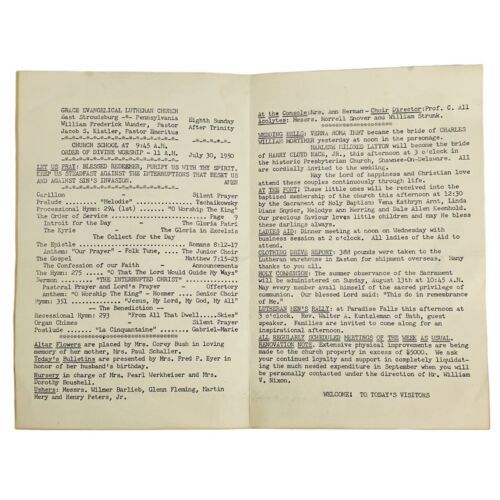 GRACE EVANGELICAL LUTHERAN CHURCH
East Stroudsburg -*- Pennsylvania
William Frederick Wunder, Pastor
Jacob S. Kistler, Pastor Emeritus
Eighth Sunday
After Trinity
CHURCH SCHOOL AT 9:45 A.M.
ORDER OF DIVINE WORSHIP - 11 A.M.
July 30, 1950
LET US PRAY: BLESSED REDEEMER, PURIFY US WITH THY SPIRIT.
KEEP US STEADFAST AGAINST THE INTERRUPTIONS THAT BESET US
AND AGAINST SIN'S INVASION. AMEN
Carillon Silent Prayer
Prelude "Melodie" Tschaikowsky
Processional Hymn: 294 (1st) "O Worship The King"
The Order of Service Page 9
Introit for the Day - The Gloria Patri
The Kyrie The Gloria in Excelsis
The Collect for the Day
The Epistle Romans 8:12-17
Anthem: "Our Prayer" - Folk Tune, The Junior Choir
The Gospel Matthew 7:15-23
The Confession of our Faith - Announcements
The Hymn: 275 "O That The Lord Would Guide My Ways"
Sermon "THE INTERRUPTED CHRIST"
Pastoral Prayer and Lord's Prayer Offertory
Anthem: "O Worship The King" - Senior Choir
Hymn: 351 "Jesus, My Lord, My God, My All"
-- The Benediction --
Recessional Hymn: 293 "From All That Dwell....Skies"
Organ Chimes - Silent Prayer
Postlude "La Cinquantaine" Gabriel-Marie
Altar Flowers are placed by Mrs. Corey Bush in loving
memory of her mother, Mrs. Paul Schaller.
Today's Bulletins are presented by Mrs. Fred P. Eyer in
honor of her husband's birthday.
Nursery in charge of Mrs. Pearl Werkheiser and Mrs.
Dorothy Boushell.
Ushers: Messrs. Wilmer Barlieb, Glenn Fleming, Martin
Mery and Henry Peters, Jr.
At the Console: Mrs. Ann Herman - Choir Director: Prof. C. All
Acolytes: Messrs. Norreil Snover and William Strunk.
WEDDING BELLS: VERNA MONA DENT became the bride of CHARLES
WILLIAM MORTIMER yesterday at noon in the parsonage.
MARILYN MILDRED LAYTON will become the bride
of HARRY CLOYD HACK, JR., this afternoon at 3 o'clock in
the historic Presbyterian Church, Shawnee-On-Delaware. All
are cordially invited to the wedding.
May the Lord of happiness and Christian love
attend these couples continuously through life.
AT THE FONT: These little ones will be received into the
baptised membership of the church this afternoon at 12:30
by the Sacrament of Holy Baptism: Vena Kathryn Arnt, Linda
Diane Snyder, Melodye Ann Herring and Dale Allen Keenhold.
Our precious Saviour loves little children and may He bless
these darlings always.
LADIES AID: Dinner meeting at noon on Wednesday with
business session at 2 o'clock. All ladies of the Aid to
attend.
CLOTHING DRIVE REPORT: 358 pounds were taken to the
Lutheran warehouse in Easton for shipment overseas. Many
thanks to you all.
HOLY COMMUNION: The summer observance of the Sacrament
will be administered on Sunday, August 13th at 10:45 A.M.
May every member avail himself of the sacred privilege of
communion. Our blessed Lord said: "This do in remembrance
of Me."
LUTHERAN MEN'S RALLY: at Paradise Falls this afternoon at
3 o'clock. Rev. Walter A. Kuntzleman of Bath, guest
speaker. Families are invited to come along for an
inspirational afternoon.
ALL REGULARLY SCHEDULED MEETINGS OF THE WEEK AS USUAL.
RENOVATION NOTE. Extensive physical improvements are being
made to the church property in excess of $5000. We ask
your continued loyalty and support in completely liquidat-
ing the much needed expenditure in September when you will
be personally contacted under the direction of Mr. William
V. Nixon.
WELCOME! TO TODAY'S VISITORS